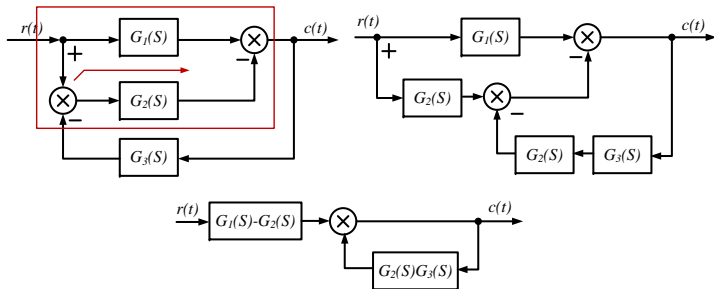 r(t) + G1(S) − c(t)
G2(S)
−
G3(S)
r(t) + G1(S) − c(t)
G2(S)
−
G2(S) G3(S)
r(t) G1(S)-G2(S) c(t)
G2(S)G3(S)